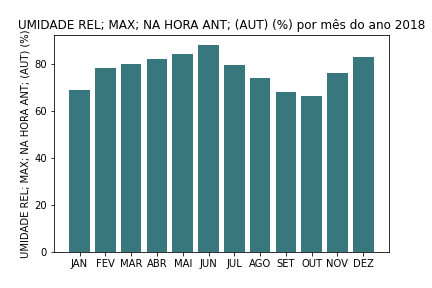 UMIDADE REL; MAX; NA HORA ANT; (AUT) (%) por mês do ano 2018
UMIDADE REL; MAX; NA HORA ANT; (AUT) (%)
80
60
40
20
0
JAN FEV MAR ABR MAI JUN JUL AGO SET OUT NOV DEZ